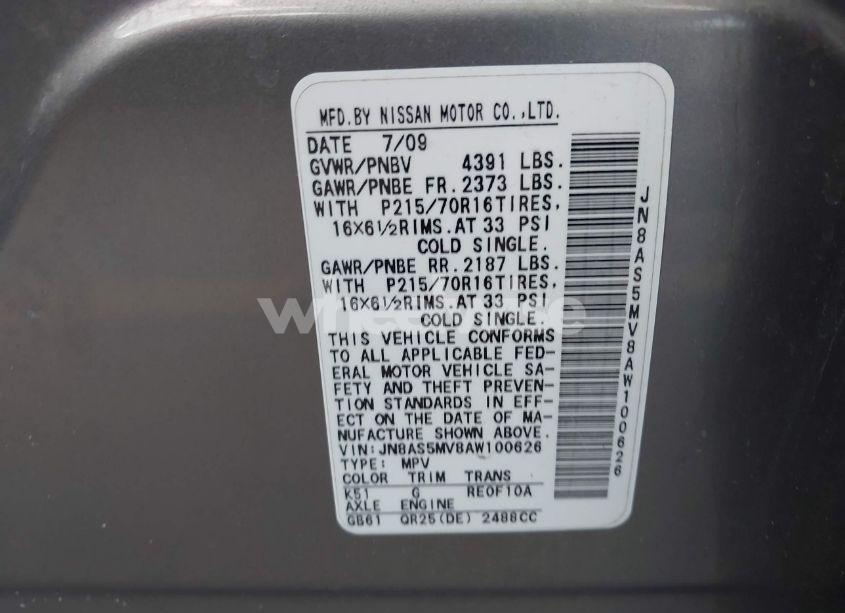 MFD.BY NISSAN MOTOR CO.,LTD.
DATE 7/09
GVWR/PNBV 4391 LBS.
GAWR/PNBE FR.2373 LBS.
WITH P215/70R16TIRES,
16X6½RIMS.AT 33 PSI
COLD SINGLE.
GAWR/PNBE RR.2187 LBS.
WITH P215/70R16TIRES,
16X6½RIMS.AT 33 PSI
COLD SINGLE.
THIS VEHICLE CONFORMS
TO ALL APPLICABLE FED-
ERAL MOTOR VEHICLE SA-
FETY AND THEFT PREVEN-
TION STANDARDS IN EFF-
ECT ON THE DATE OF MA-
NUFACTURE SHOWN ABOVE.
VIN:JN8AS5MV8AW100626
TYPE: MPV
COLOR TRIM TRANS
K51 G RE0F10A
AXLE ENGINE
GB61 QR25(DE) 2488CC
JN8AS5MV8AW100626